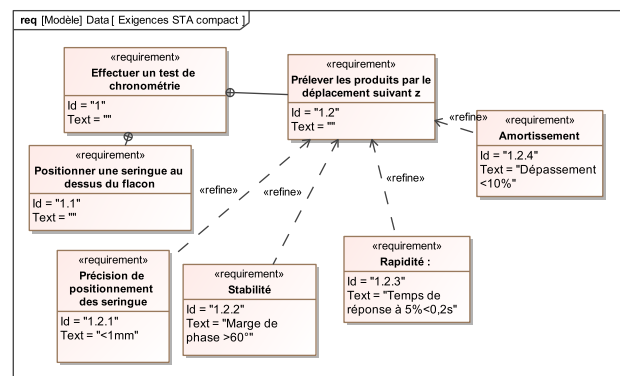 req [Modèle] Data [ Exigences STA compact ]
«requirement»
Effectuer un test de
chronométrie
Id = "1"
Text = ""
«requirement»
Prélever les produits par le
déplacement suivant z
Id = "1.2"
Text = ""
«refine»
«requirement»
Amortissement
Id = "1.2.4"
Text = "Dépassement
<10%"
«requirement»
Positionner une seringue au
dessus du flacon
Id = "1.1"
Text = ""
«refine»
«refine»
«refine»
«requirement»
Précision de
positionnement
des seringue
Id = "1.2.1"
Text = "<1mm"
«requirement»
Stabilité
Id = "1.2.2"
Text = "Marge de
phase >60°"
«requirement»
Rapidité :
Id = "1.2.3"
Text = "Temps de
réponse à 5%<0,2s"